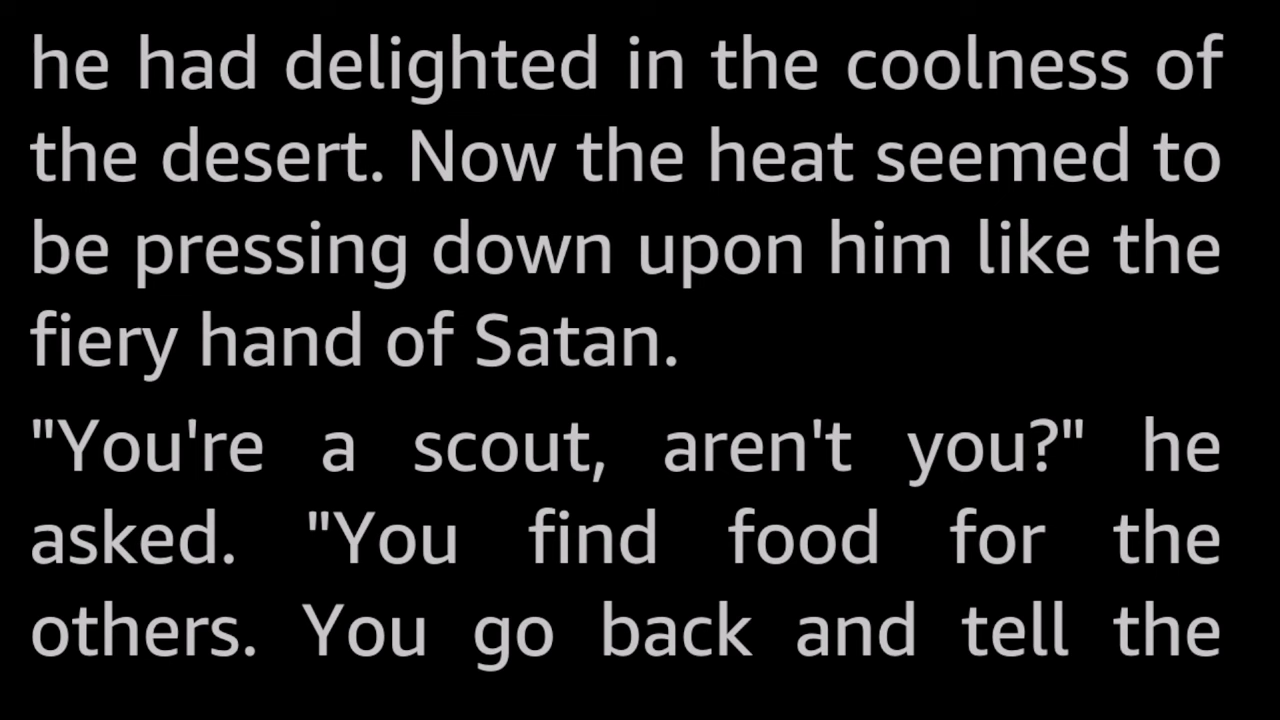 he had delighted in the coolness of
the desert. Now the heat seemed to
be pressing down upon him like the
fiery hand of Satan.
"You're a scout, aren't you?" he
asked. "You find food for the
others. You go back and tell the